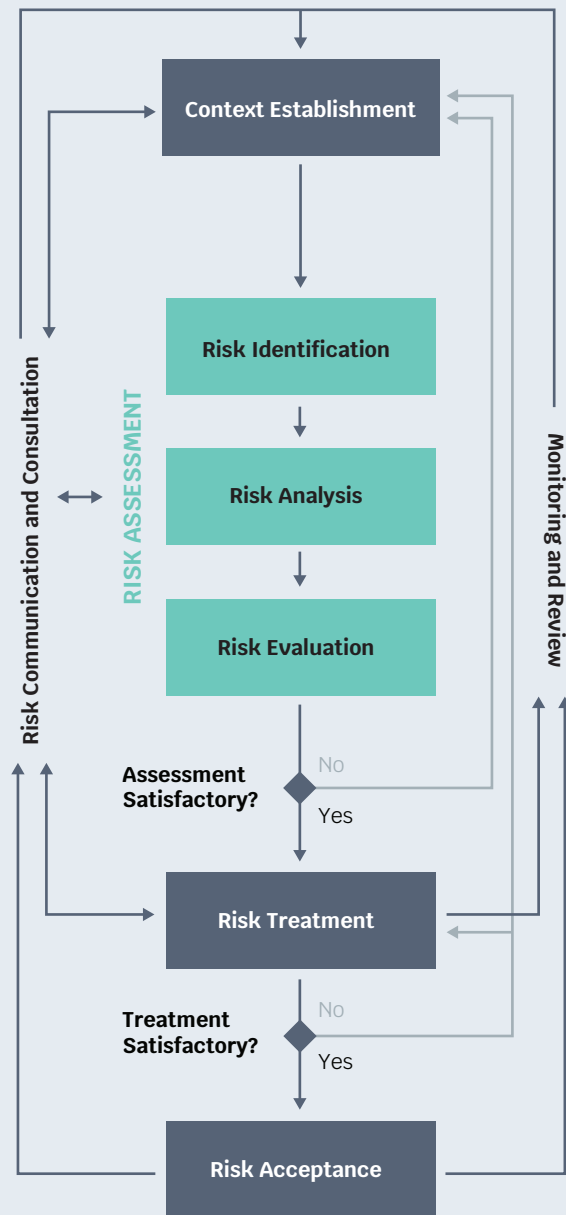 Context Establishment
Risk Identification
RISK ASSESSMENT
Risk Communication and Consultation
Monitoring and Review
Risk Analysis
Risk Evaluation
Assessment
Satisfactory?
No
Yes
Risk Treatment
Treatment
Satisfactory?
No
Yes
Risk Acceptance